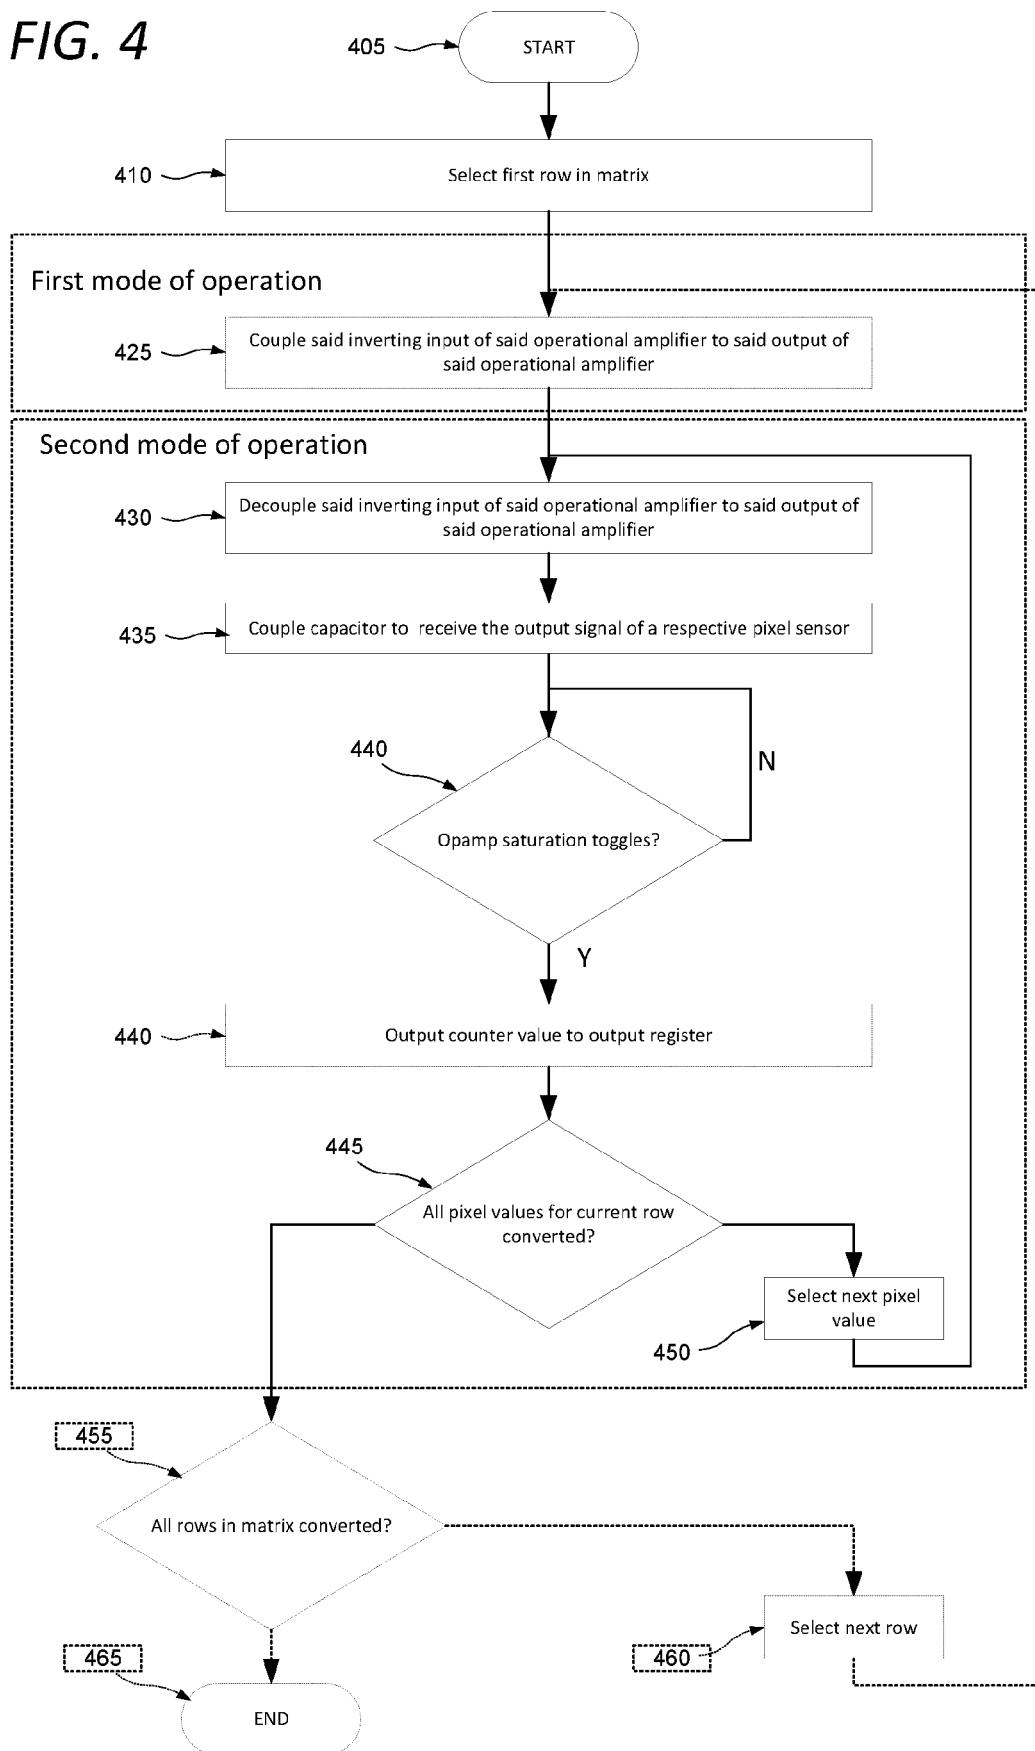 FIG. 4
405
START
410
Select first row in matrix
First mode of operation
425
Couple said inverting input of said operational amplifier to said output of
said operational amplifier
Second mode of operation
430
Decouple said inverting input of said operational amplifier to said output of
said operational amplifier
435
Couple capacitor to receive the output signal of a respective pixel sensor
440
N
Opamp saturation toggles?
Y
440
Output counter value to output register
445
All pixel values for current row
converted?
Select next pixel
value
450
455
All rows in matrix converted?
Select next row
460
465
END